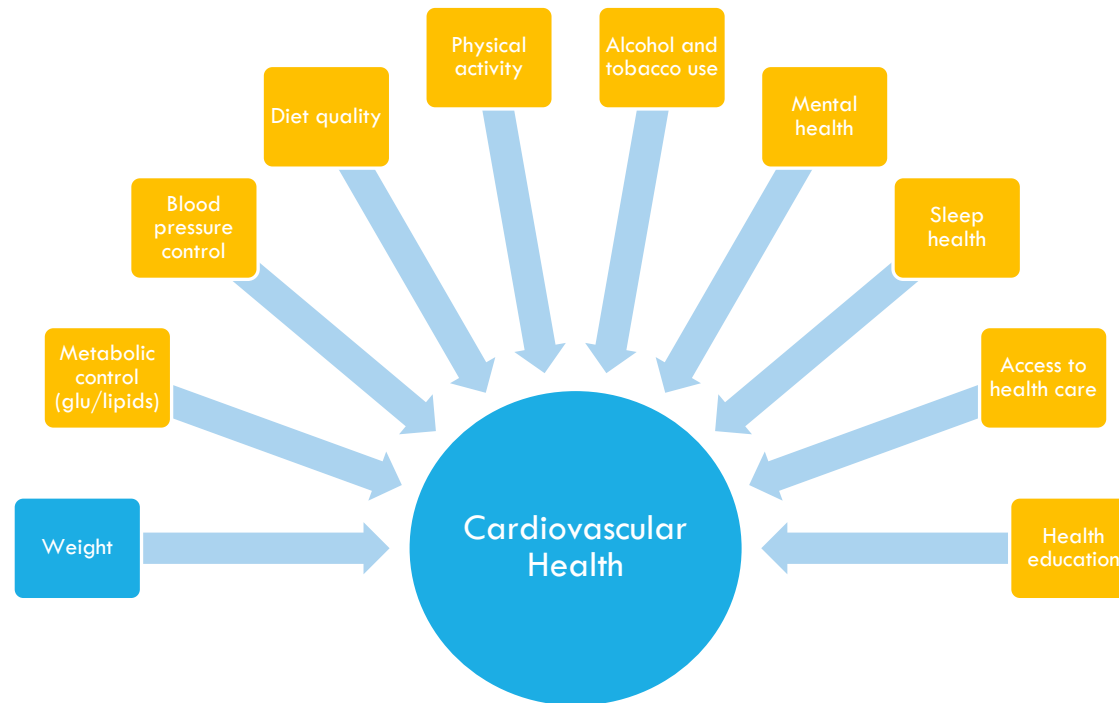 Physical
activity
Alcohol and
tobacco use
Diet quality
Mental
health
Blood
pressure
control
Sleep
health
Metabolic
control
(glu/lipids)
Access to
health care
Weight
Cardiovascular
Health
Health
education